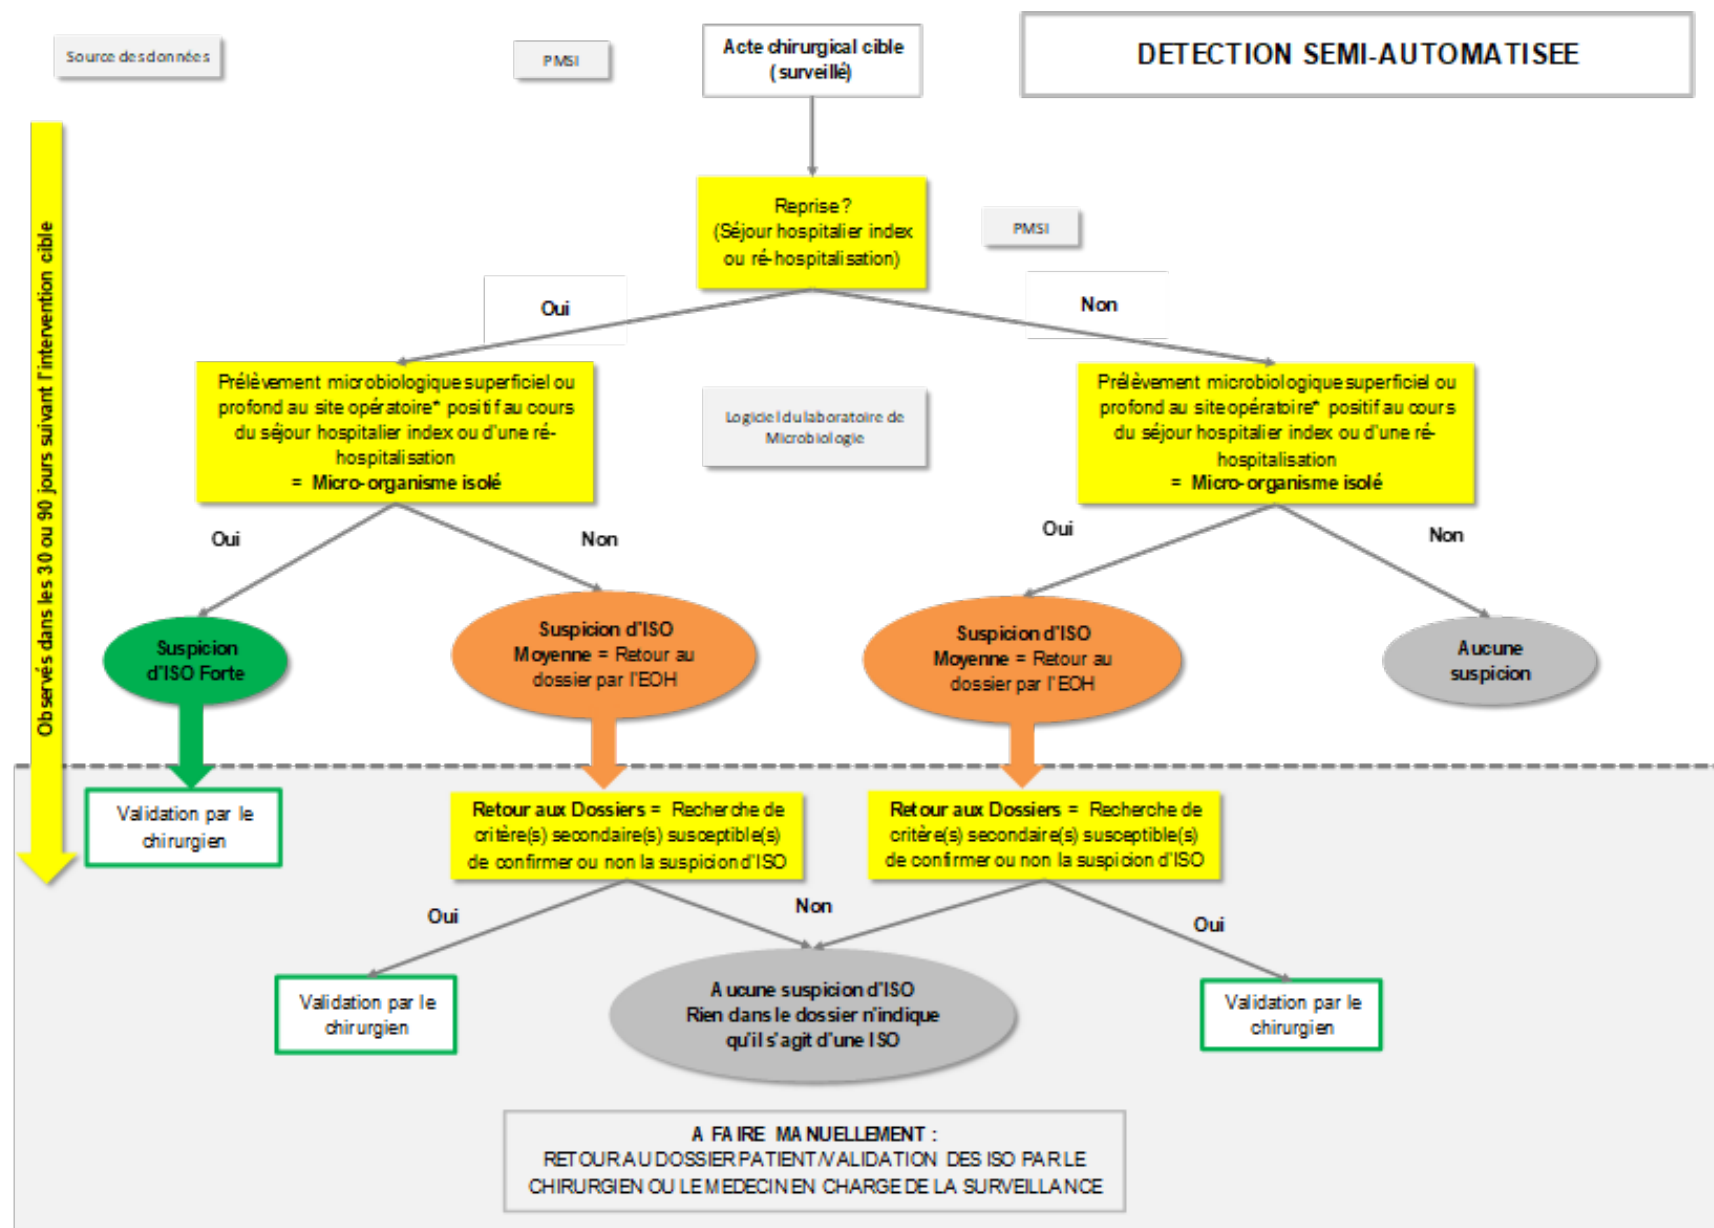 Source des données
PMSI
Acte chirurgical cible
(surveillé)
DETECTION SEMI-AUTOMATISEE
Observés dans les 30 ou 90 jours suivant l'intervention cible
Reprise ?
(Séjour hospitalier index
ou ré-hospitalisation)
PMSI
Oui
Non
Prélèvement microbiologique superficiel ou
profond au site opératoire* positif au cours
du séjour hospitalier index ou d'une ré-
hospitalisation
= Micro-organisme isolé
Logiciel du laboratoire de
Microbiologie
Prélèvement microbiologique superficiel ou
profond au site opératoire* positif au cours
du séjour hospitalier index ou d'une ré-
hospitalisation
= Micro-organisme isolé
Oui
Non
Oui
Non
Suspicion
d'ISO Forte
Suspicion d'ISO
Moyenne = Retour au
dossier par l'EOH
Suspicion d'ISO
Moyenne = Retour au
dossier par l'EOH
Aucune
suspicion
Validation par le
chirurgien
Retour aux Dossiers = Recherche de
critère(s) secondaire(s) susceptible(s)
de confirmer ou non la suspicion d'ISO
Retour aux Dossiers = Recherche de
critère(s) secondaire(s) susceptible(s)
de confirmer ou non la suspicion d'ISO
Oui
Non
Oui
Validation par le
chirurgien
Aucune suspicion d'ISO
Rien dans le dossier n'indique
qu'il s'agit d'une ISO
Validation par le
chirurgien
A FAIRE MANUELLEMENT :
RETOUR AU DOSSIER PATIENT/VALIDATION DES ISO PAR LE
CHIRURGIEN OU LE MEDECIN EN CHARGE DE LA SURVEILLANCE